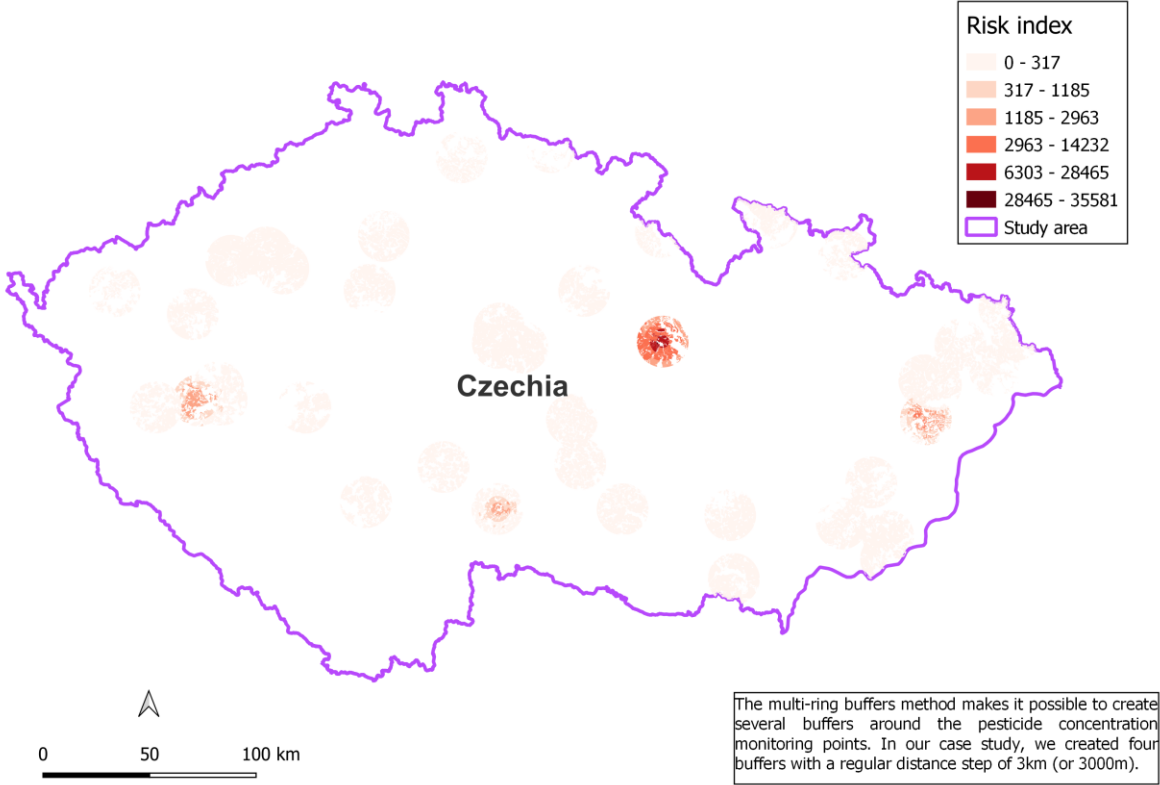 Risk index
0 - 317
317 - 1185
1185 - 2963
2963 - 14232
6303 - 28465
28465 - 35581
Study area
Czechia
0 50 100 km
The multi-ring buffers method makes it possible to create
several buffers around the pesticide concentration
monitoring points. In our case study, we created four
buffers with a regular distance step of 3km (or 3000m).